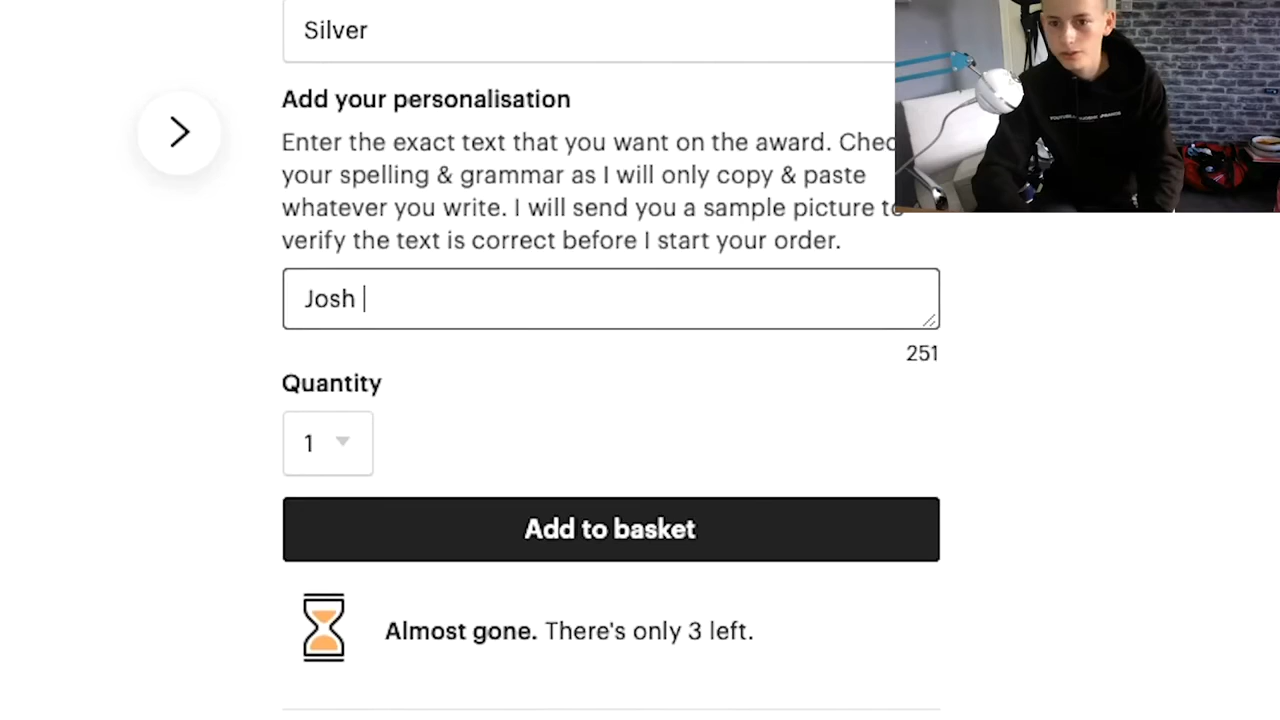 Silver
Add your personalisation
Enter the exact text that you want on the award. Chec
your spelling & grammar as I will only copy & paste
whatever you write. I will send you a sample picture to
verify the text is correct before I start your order.
Josh
251
Quantity
1
Add to basket
Almost gone. There's only 3 left.